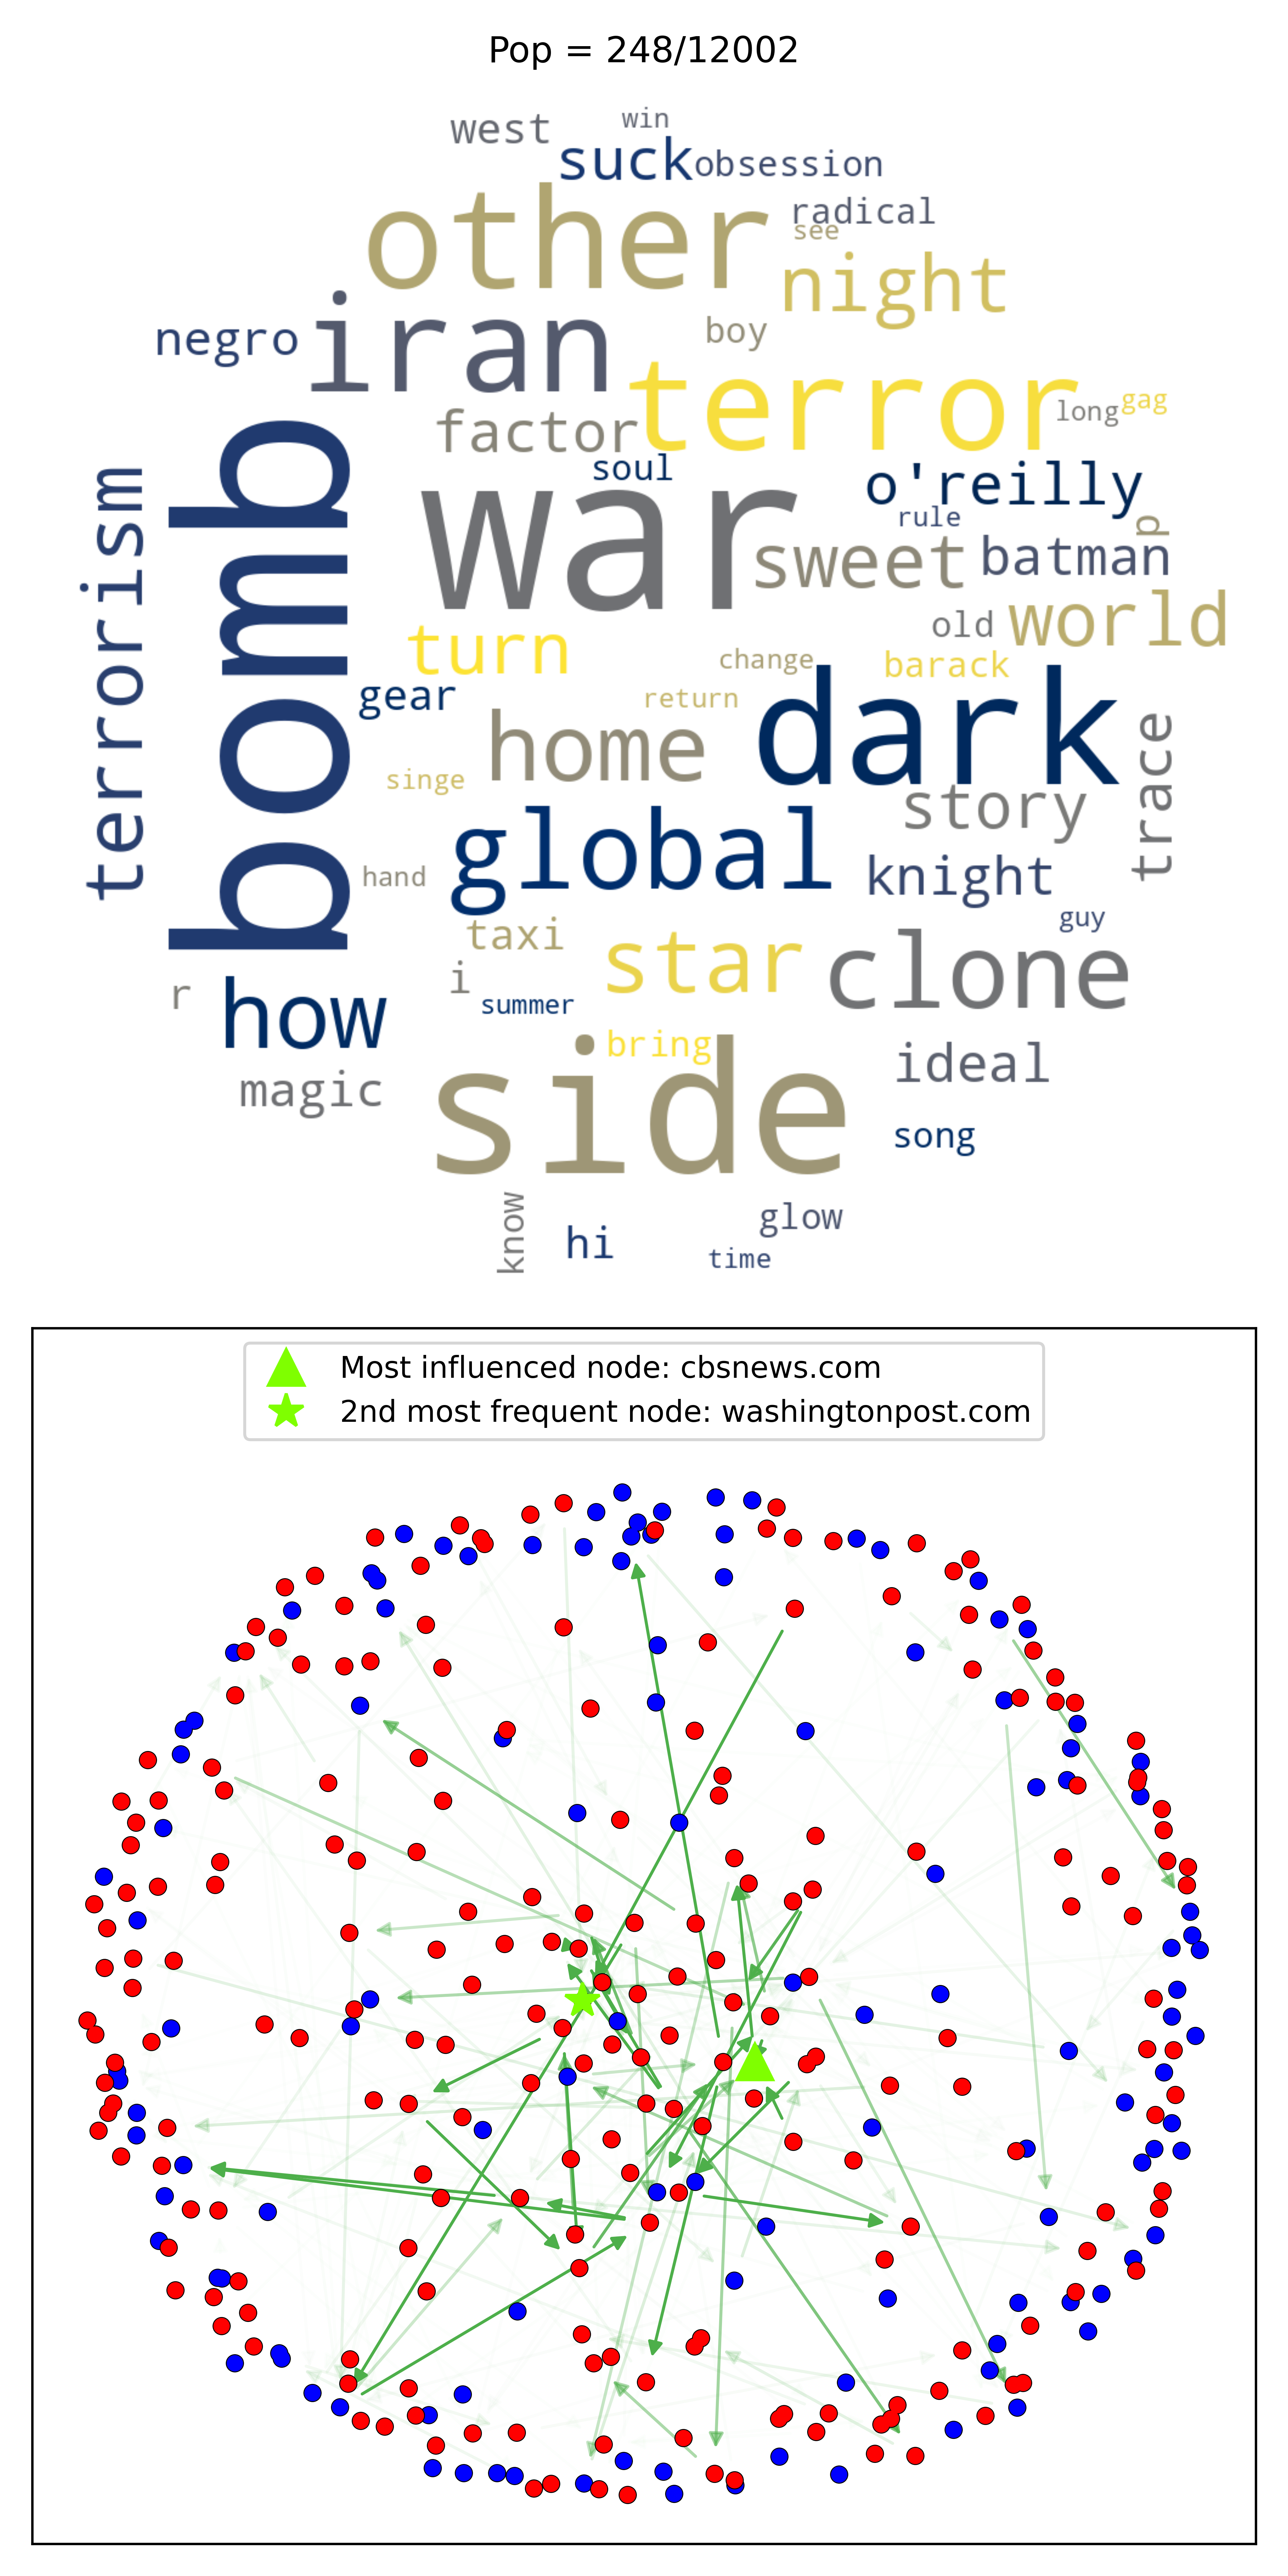 Pop = 248/12002
west
win
suck
obsession
other
radical
see
night
negro
iran
boy
terror
long
gag
factor
soul
o'reilly
rule
p
bomb
terrorism
war
sweet
batman
old
world
turn
change
barack
gear
return
dark
home
singe
trace
story
global
hand
knight
guy
taxi
star
clone
r
how
i
summer
bring
magic
side
ideal
song
know
hi
glow
time
Most influenced node: cbsnews.com
2nd most frequent node: washingtonpost.com